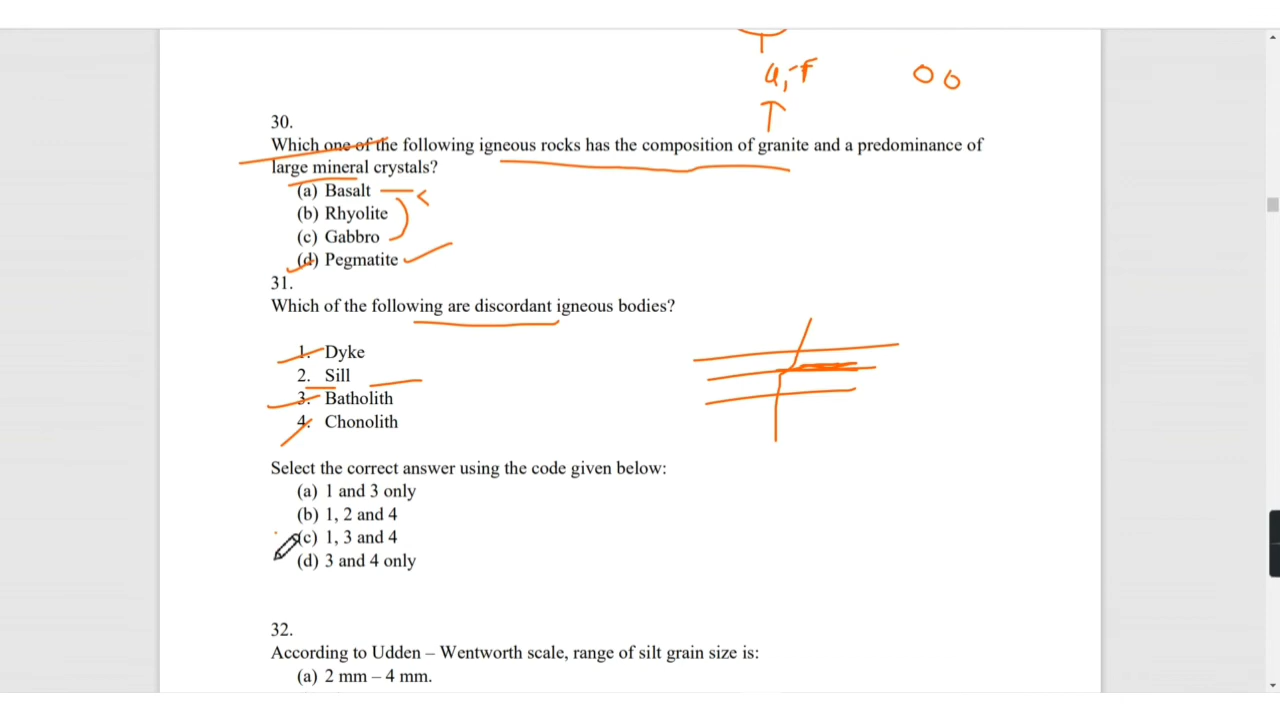 a, f
30.
Which one of the following igneous rocks has the composition of granite and a predominance of
large mineral crystals?
(a) Basalt
(b) Rhyolite
(c) Gabbro
(d) Pegmatite
31.
Which of the following are discordant igneous bodies?
1. Dyke
2. Sill
3. Batholith
4. Chonolith
Select the correct answer using the code given below:
(a) 1 and 3 only
(b) 1, 2 and 4
(c) 1, 3 and 4
(d) 3 and 4 only
32.
According to Udden – Wentworth scale, range of silt grain size is:
(a) 2 mm – 4 mm.